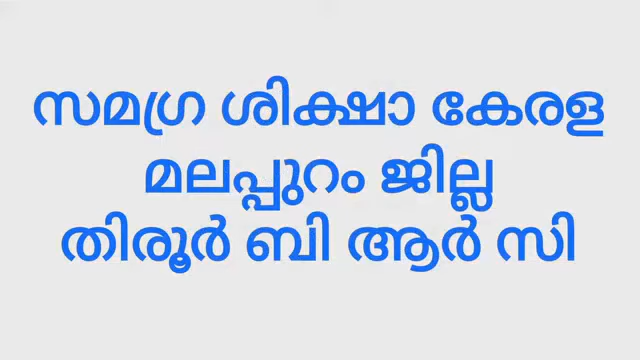 സമഗ്ര ശിക്ഷാ കേരള
മലപ്പുറം ജില്ല
തിരൂർ ബി ആർ സി